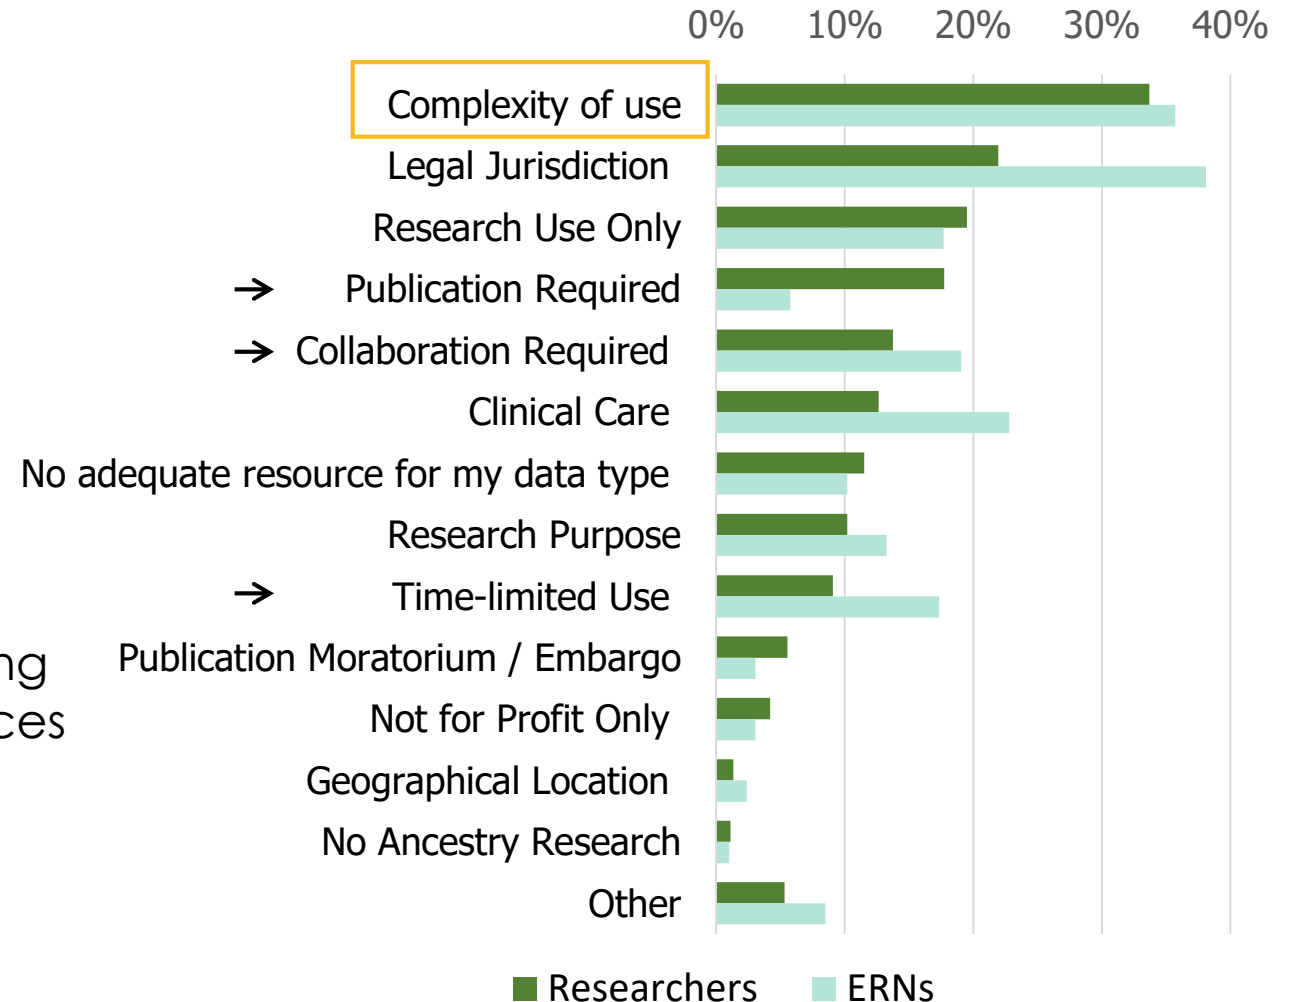 0% 10% 20% 30% 40%
Complexity of use
Legal Jurisdiction
Research Use Only
→ Publication Required
→ Collaboration Required
Clinical Care
No adequate resource for my data type
Research Purpose
→ Time-limited Use
ng
Publication Moratorium / Embargo
ces
Not for Profit Only
Geographical Location
No Ancestry Research
Other
Researchers ERNs